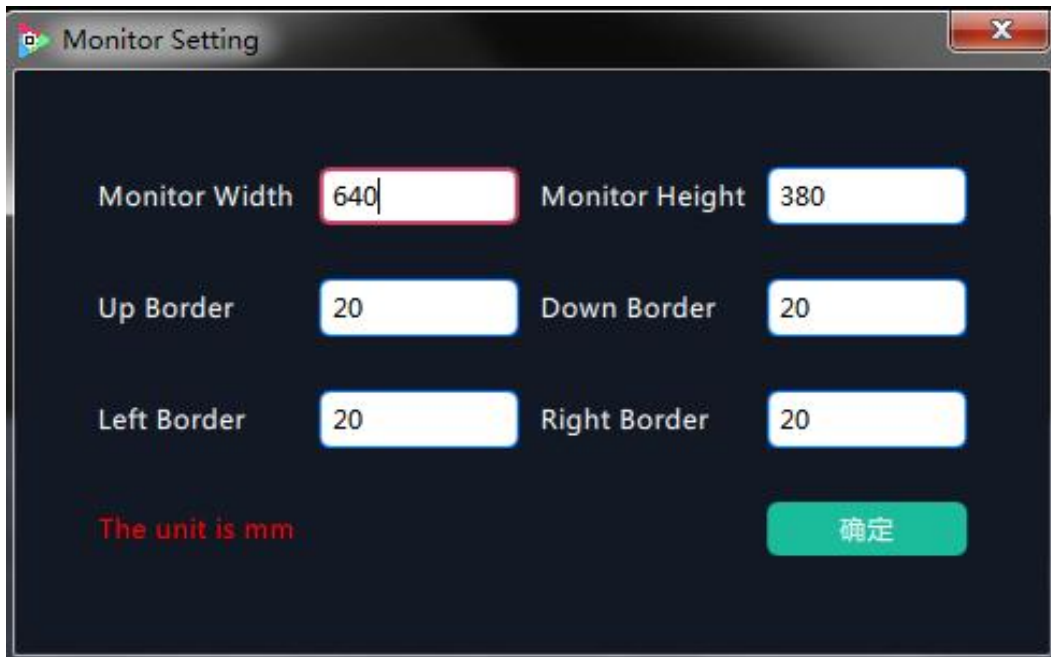 Monitor Setting
Monitor Width 640 Monitor Height 380
Up Border 20 Down Border 20
Left Border 20 Right Border 20
The unit is mm 确定